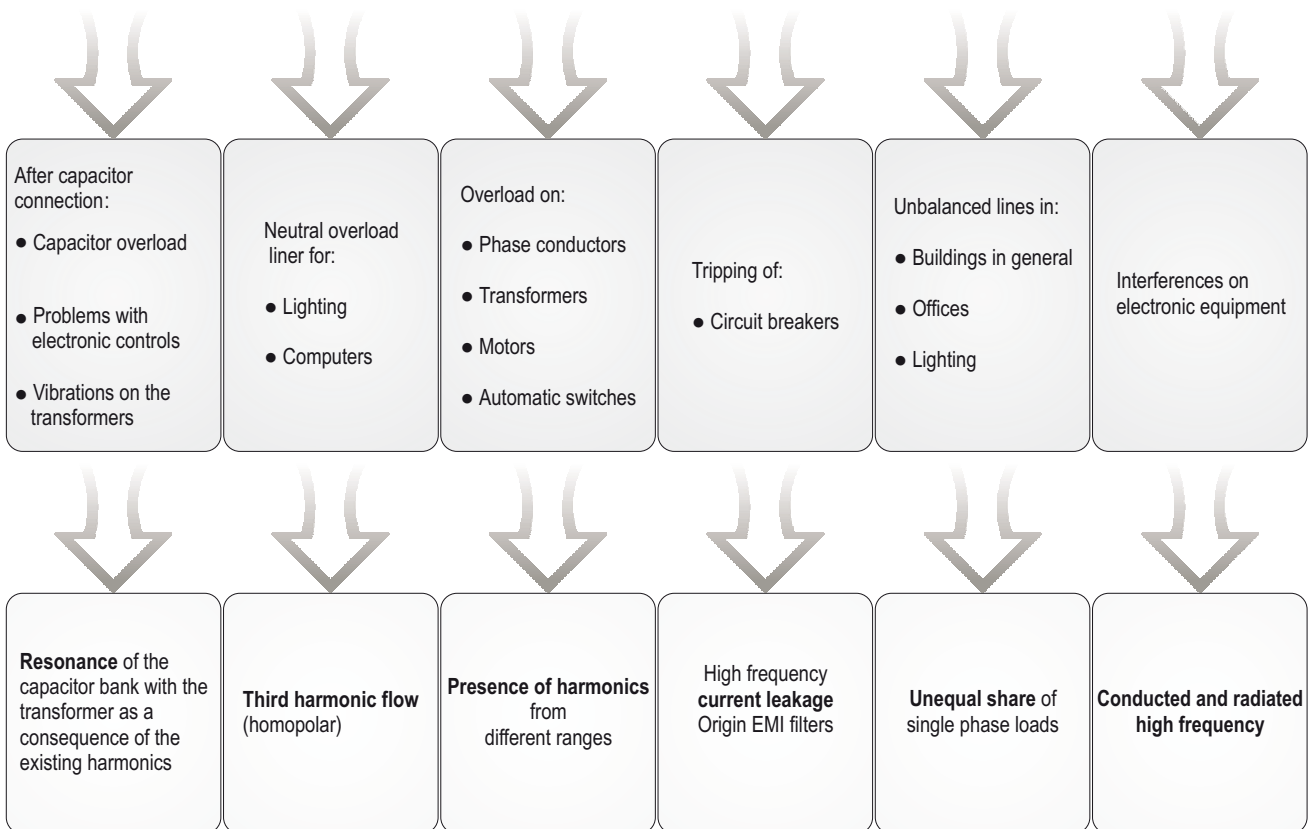 After capacitor
connection:
● Capacitor overload
● Problems with
electronic controls
● Vibrations on the
transformers
Neutral overload
liner for:
● Lighting
● Computers
Overload on:
● Phase conductors
● Transformers
● Motors
● Automatic switches
Tripping of:
● Circuit breakers
Unbalanced lines in:
● Buildings in general
● Offices
● Lighting
Interferences on
electronic equipment
Resonance of the
capacitor bank with the
transformer as a
consequence of the
existing harmonics
Third harmonic flow
(homopolar)
Presence of harmonics
from
different ranges
High frequency
current leakage
Origin EMI filters
Unequal share of
single phase loads
Conducted and radiated
high frequency